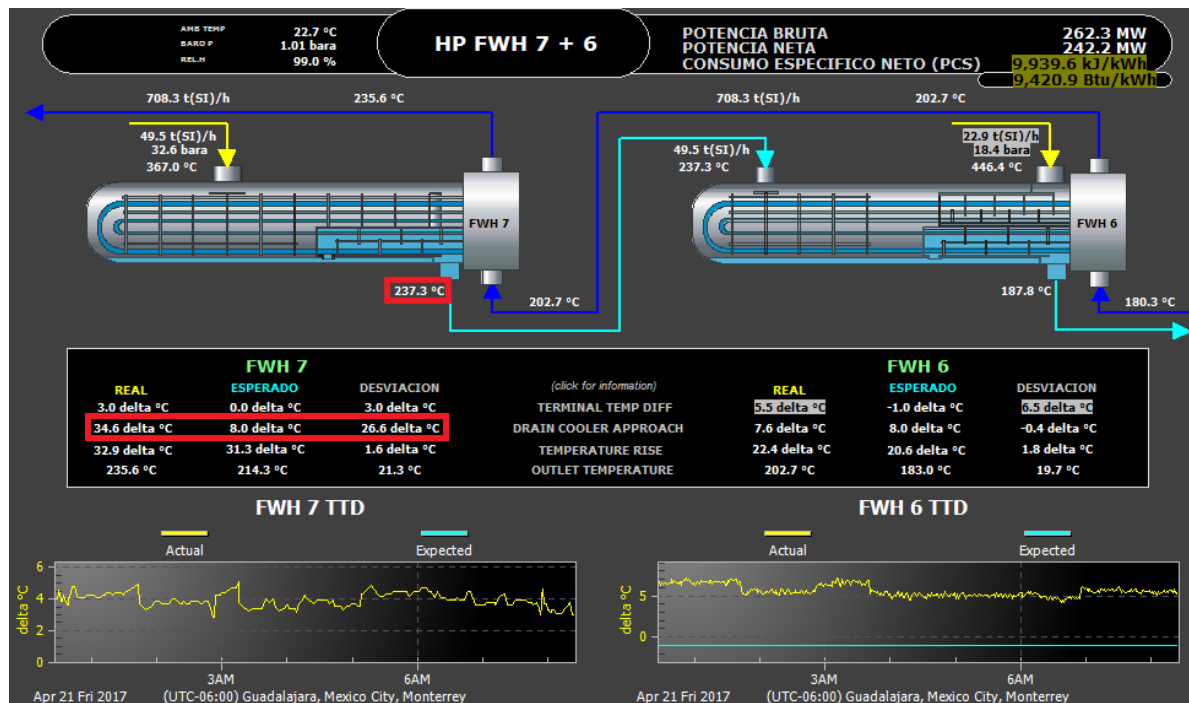 AMB TEMP 22.7 °C
BARO P 1.01 bara
REL.H 99.0 %
HP FWH 7 + 6
POTENCIA BRUTA 262.3 MW
POTENCIA NETA 242.2 MW
CONSUMO ESPECIFICO NETO (PCS) 9,939.6 kJ/kWh
9,420.9 Btu/kWh
708.3 t(SI)/h 235.6 °C 708.3 t(SI)/h 202.7 °C
49.5 t(SI)/h
32.6 bara
367.0 °C
49.5 t(SI)/h
237.3 °C
22.9 t(SI)/h
18.4 bara
446.4 °C
FWH 7
FWH 6
237.3 °C
202.7 °C
187.8 °C
180.3 °C
FWH 7 FWH 6
REAL ESPERADO DESVIACION (click for information) REAL ESPERADO DESVIACION
3.0 delta °C 0.0 delta °C 3.0 delta °C TERMINAL TEMP DIFF 5.5 delta °C -1.0 delta °C 6.5 delta °C
34.6 delta °C 8.0 delta °C 26.6 delta °C DRAIN COOLER APPROACH 7.6 delta °C 8.0 delta °C -0.4 delta °C
32.9 delta °C 31.3 delta °C 1.6 delta °C TEMPERATURE RISE 22.4 delta °C 20.6 delta °C 1.8 delta °C
235.6 °C 214.3 °C 21.3 °C OUTLET TEMPERATURE 202.7 °C 183.0 °C 19.7 °C
FWH 7 TTD
Actual Expected
delta °C
6
4
2
0
3AM 6AM
Apr 21 Fri 2017 (UTC-06:00) Guadalajara, Mexico City, Monterrey
FWH 6 TTD
Actual Expected
delta °C
5
0
3AM 6AM
Apr 21 Fri 2017 (UTC-06:00) Guadalajara, Mexico City, Monterrey